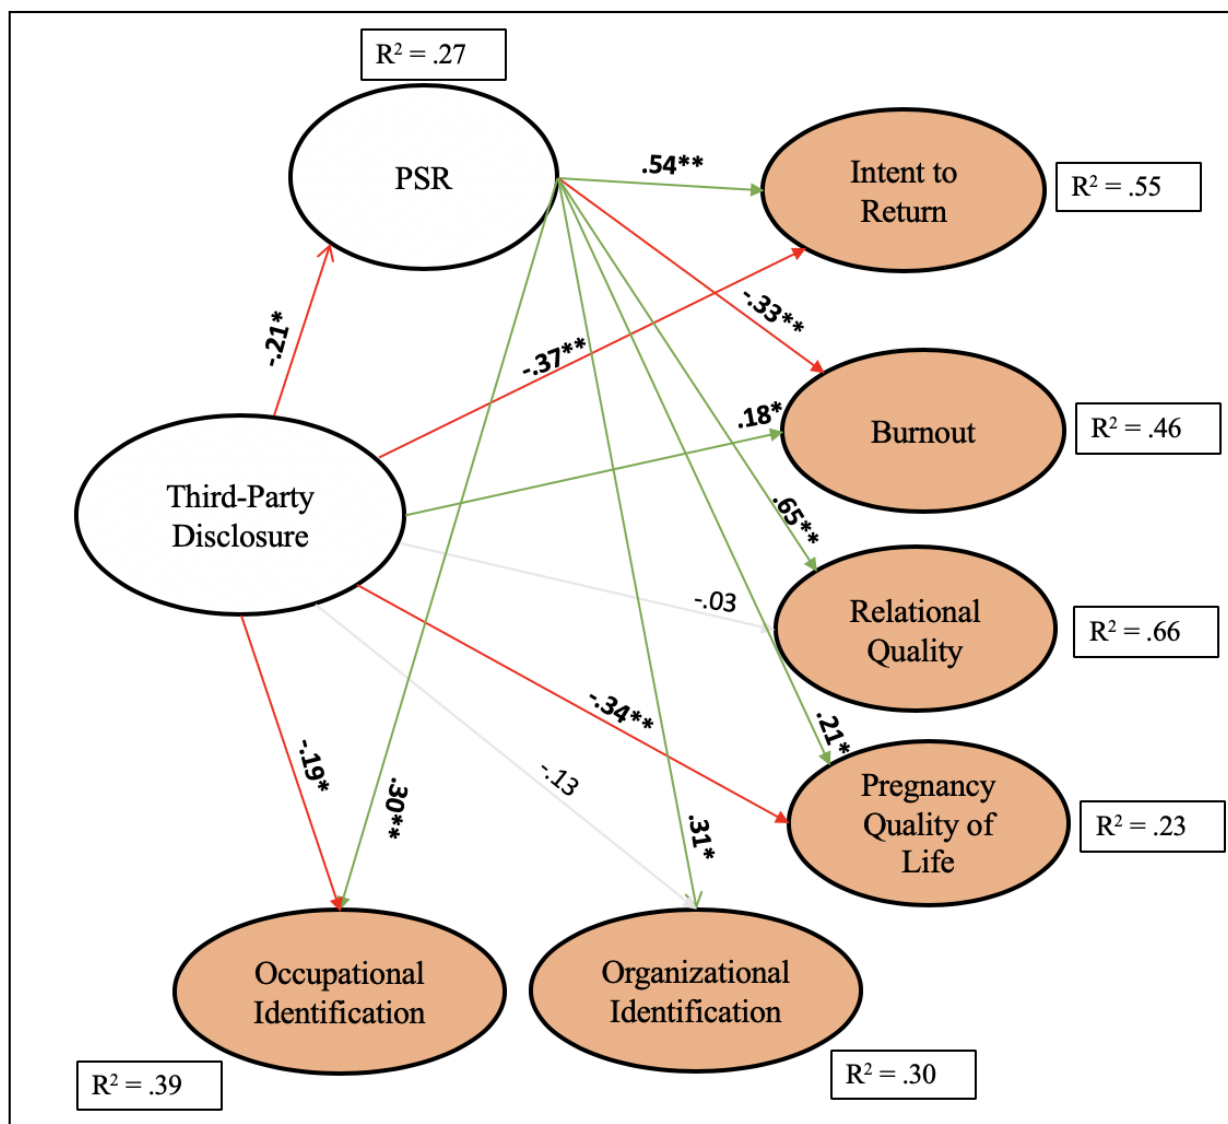 R² = .27
PSR
.54**
Intent to
Return
R² = .55
-.21*
-.33**
-.37**
.18*
Burnout
R² = .46
Third-Party
Disclosure
.65**
-.03
Relational
Quality
R² = .66
-.34**
.21*
-.19*
.30**
-.13
.31*
Pregnancy
Quality of
Life
R² = .23
Occupational
Identification
Organizational
Identification
R² = .39
R² = .30